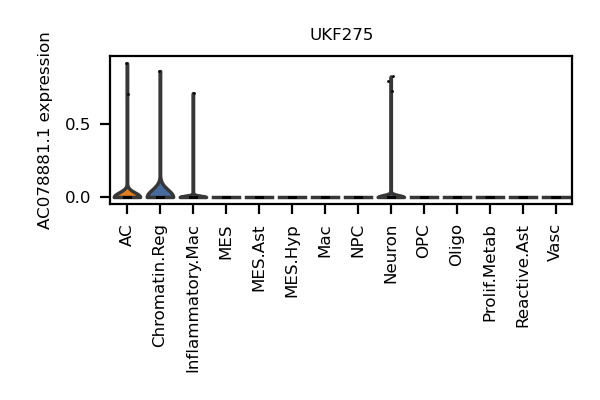 UKF275
AC078881.1 expression
0.5
0.0
AC
Chromatin.Reg
Inflammatory.Mac
MES
MES.Ast
MES.Hyp
Mac
NPC
Neuron
OPC
Oligo
Prolif.Metab
Reactive.Ast
Vasc